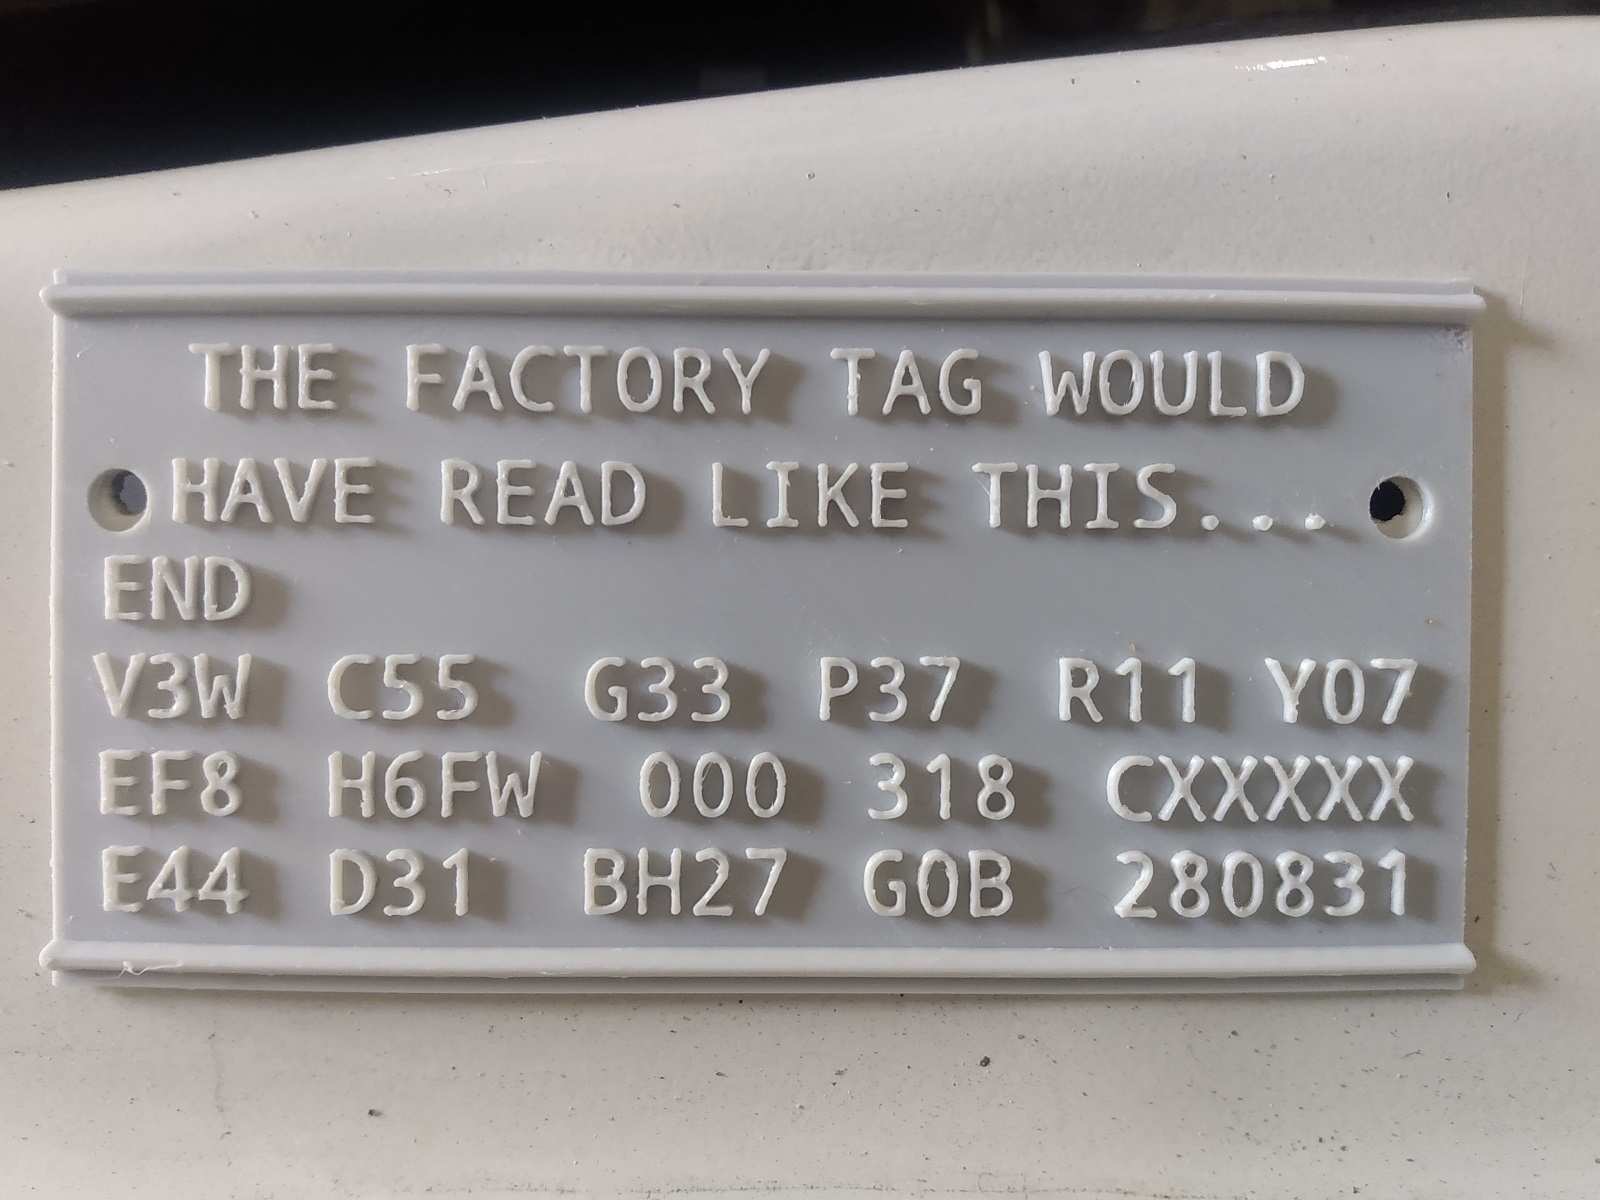 THE FACTORY TAG WOULD
HAVE READ LIKE THIS...
END
V3W C55 G33 P37 R11 Y07
EF8 H6FW 000 318 CXXXXX
E44 D31 BH27 G0B 280831